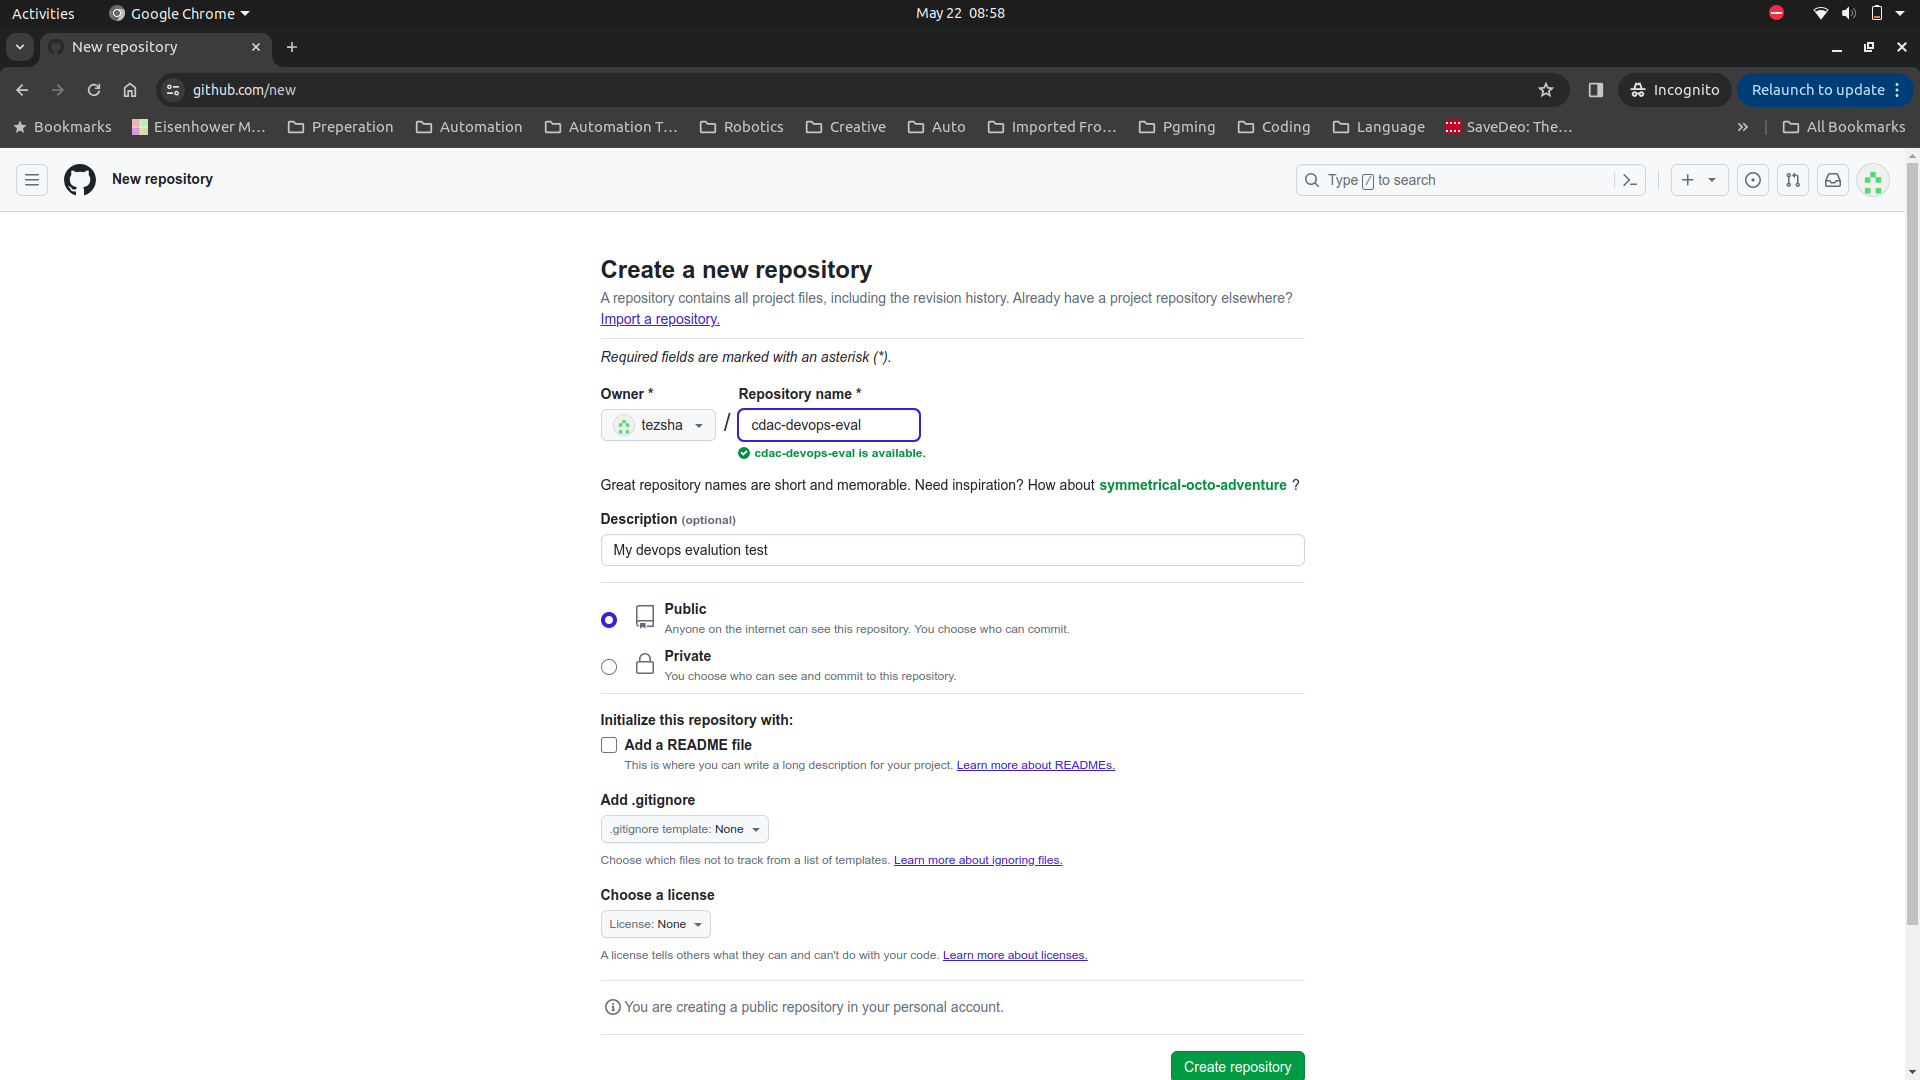 Activities Google Chrome May 22 08:58
New repository
github.com/new Incognito Relaunch to update
Bookmarks Eisenhower M... Preperation Automation Automation T... Robotics Creative Auto Imported Fro... Pgming Coding Language SaveDeo: The... » All Bookmarks
New repository Type / to search
Create a new repository
A repository contains all project files, including the revision history. Already have a project repository elsewhere?
Import a repository.
Required fields are marked with an asterisk (*).
Owner * Repository name *
tezsha / cdac-devops-eval
cdac-devops-eval is available.
Great repository names are short and memorable. Need inspiration? How about symmetrical-octo-adventure ?
Description (optional)
My devops evalution test
Public
Anyone on the internet can see this repository. You choose who can commit.
Private
You choose who can see and commit to this repository.
Initialize this repository with:
Add a README file
This is where you can write a long description for your project. Learn more about READMEs.
Add .gitignore
.gitignore template: None
Choose which files not to track from a list of templates. Learn more about ignoring files.
Choose a license
License: None
A license tells others what they can and can't do with your code. Learn more about licenses.
You are creating a public repository in your personal account.
Create repository